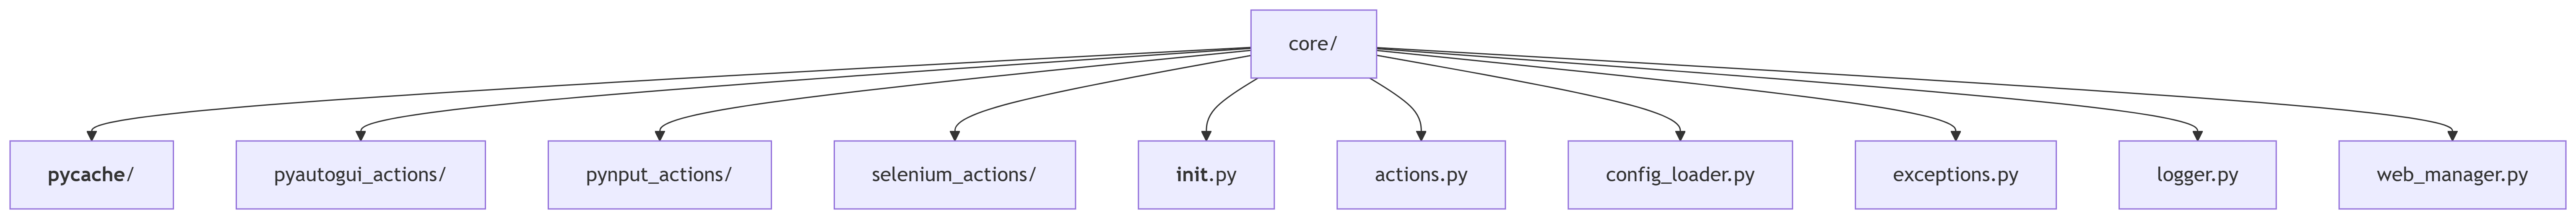 core/
pycache/
pyautogui_actions/
pynput_actions/
selenium_actions/
init.py
actions.py
config_loader.py
exceptions.py
logger.py
web_manager.py